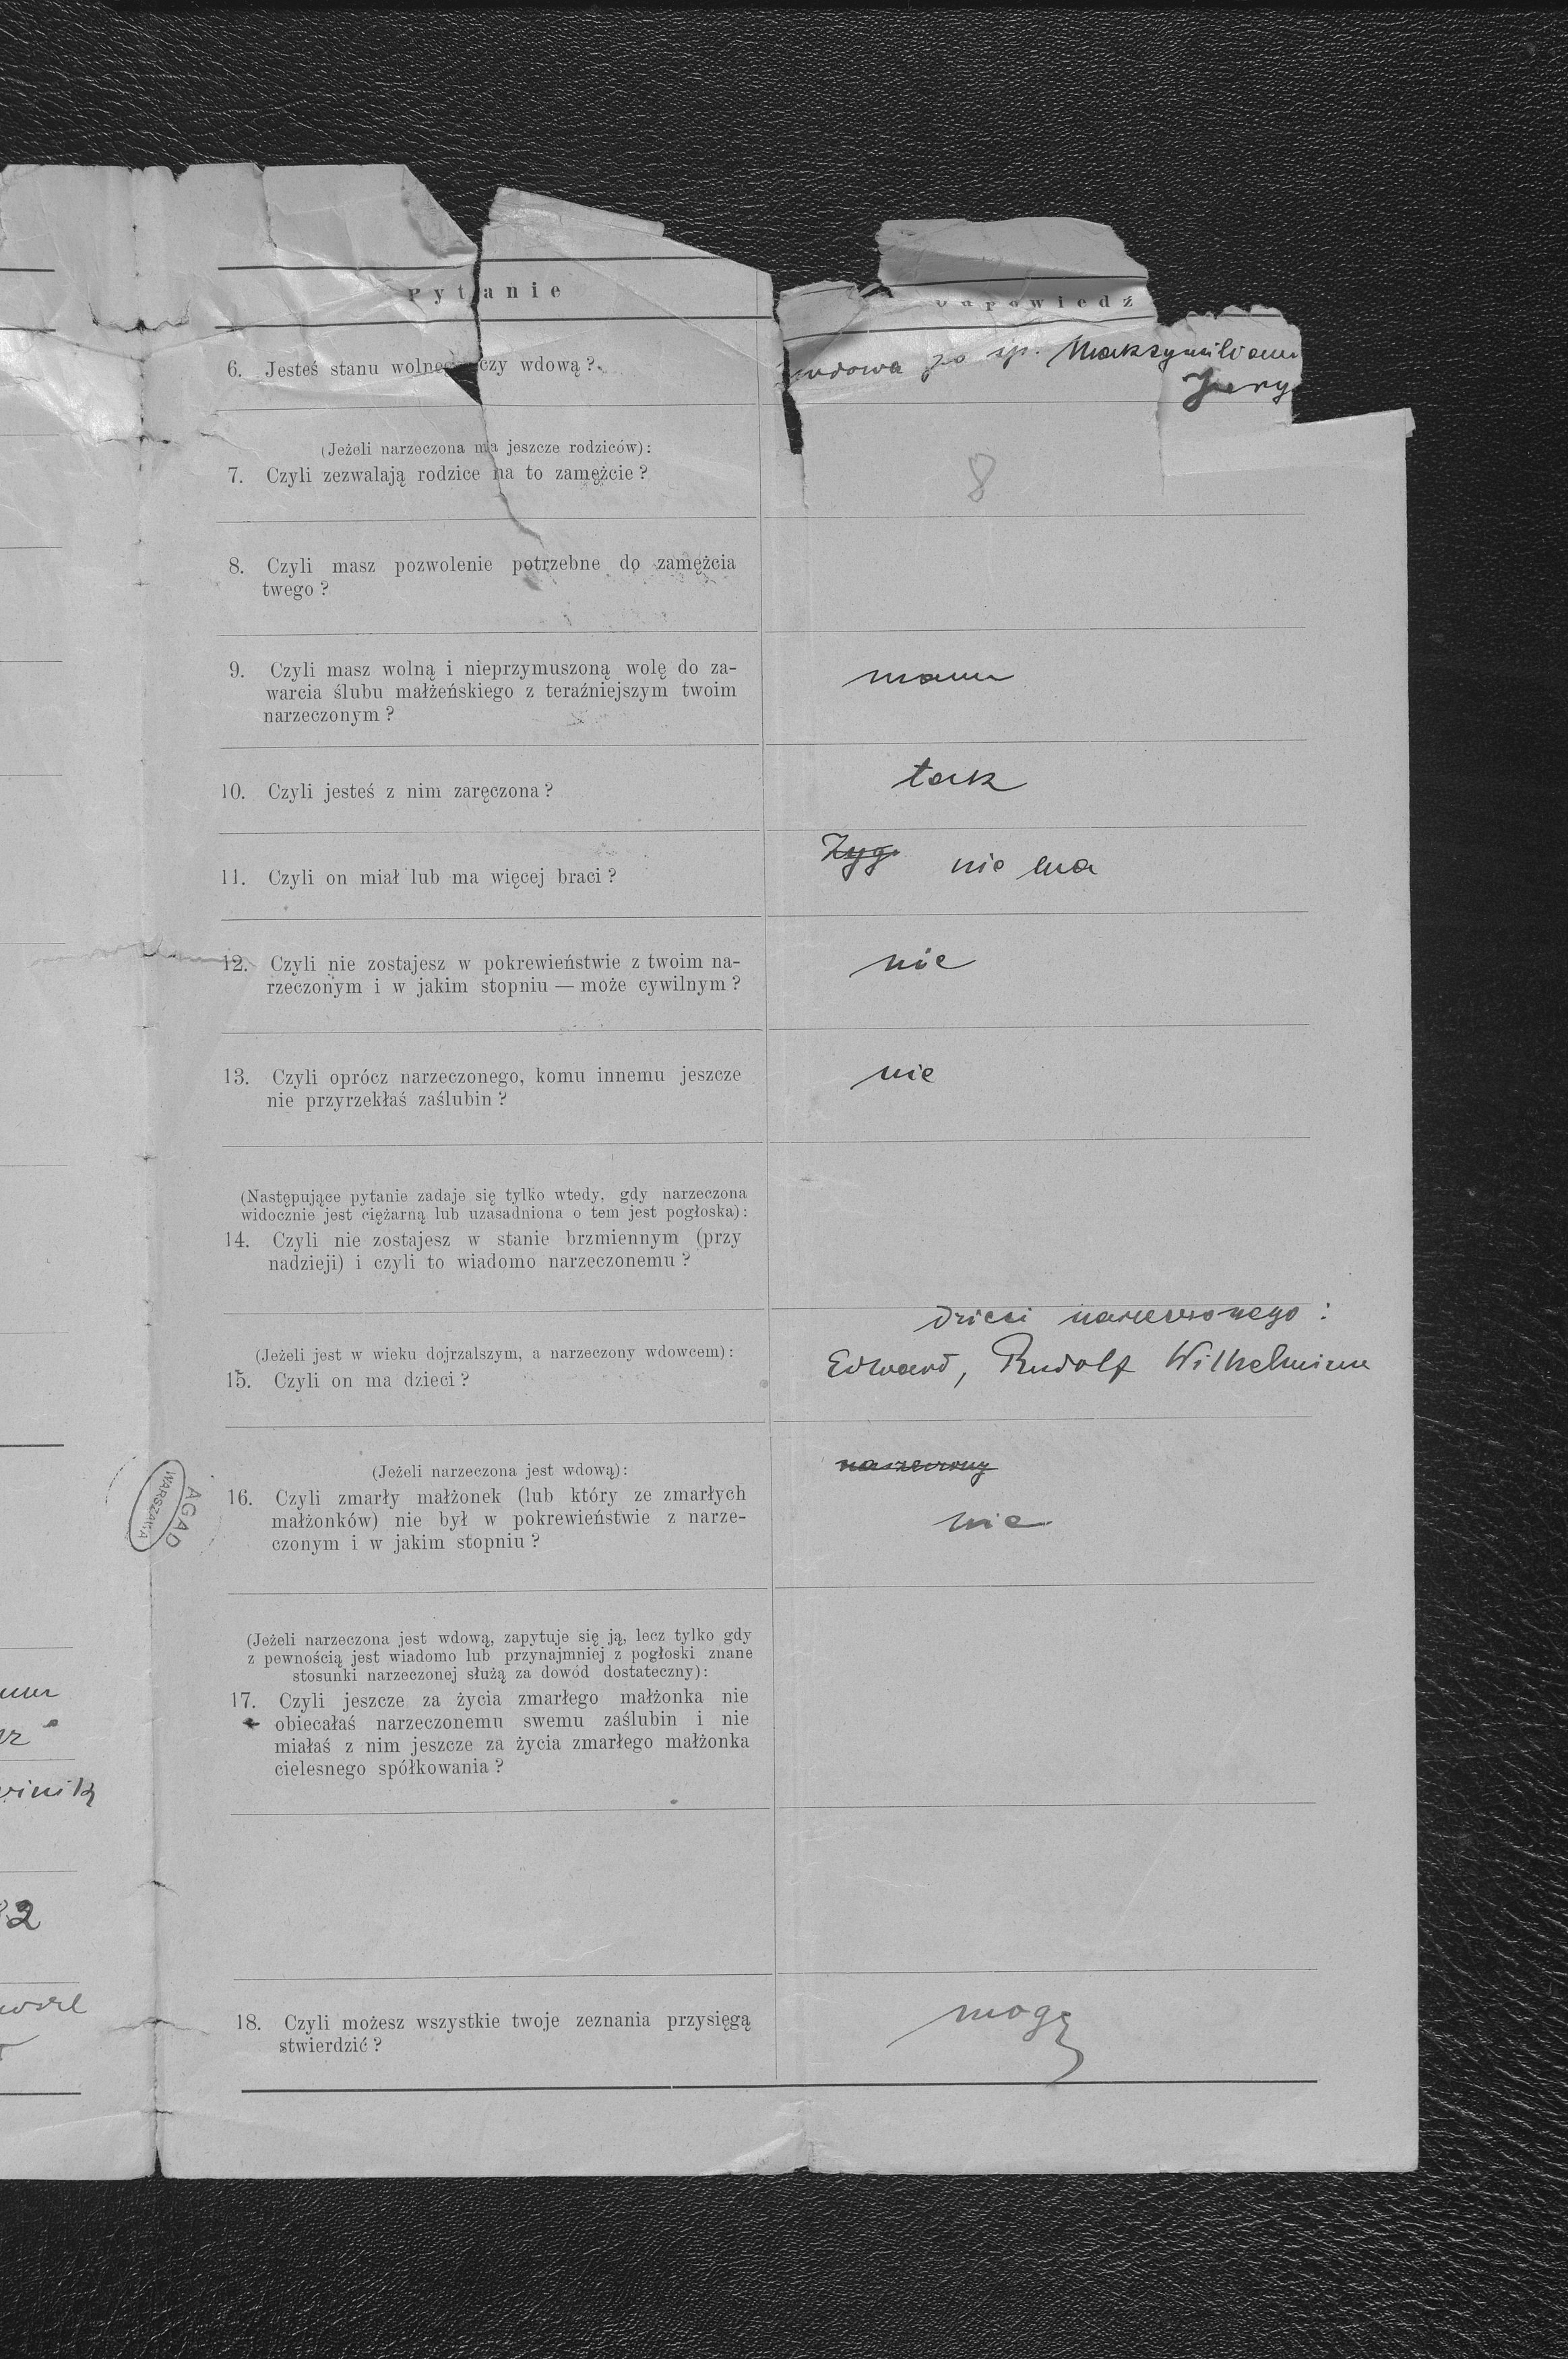 Pytanie
Odpowiedź
6. Jesteś stanu wolnego czy wdową?
wdowa po śp. Maksymilianie
Jery
(Jeżeli narzeczona ma jeszcze rodziców):
7. Czyli zezwalają rodzice na to zamężcie?
8
8. Czyli masz pozwolenie potrzebne do zamężcia
twego?
9. Czyli masz wolną i nieprzymuszoną wolę do za-
warcia ślubu małżeńskiego z teraźniejszym twoim
narzeczonym?
mam
10. Czyli jesteś z nim zaręczona?
tak
11. Czyli on miał lub ma więcej braci?
Zyg. nie ma
12. Czyli nie zostajesz w pokrewieństwie z twoim na-
rzeczonym i w jakim stopniu — może cywilnym?
nie
13. Czyli oprócz narzeczonego, komu innemu jeszcze
nie przyrzekłaś zaślubin?
nie
(Następujące pytanie zadaje się tylko wtedy, gdy narzeczona
widocznie jest ciężarną lub uzasadniona o tem jest pogłoska):
14. Czyli nie zostajesz w stanie brzmiennym (przy
nadzieji) i czyli to wiadomo narzeczonemu?
(Jeżeli jest w wieku dojrzalszym, a narzeczony wdowcem):
15. Czyli on ma dzieci?
dzieci narzeczonego:
Edward, Rudolf Wilhelmina
(Jeżeli narzeczona jest wdową):
16. Czyli zmarły małżonek (lub który ze zmarłych
małżonków) nie był w pokrewieństwie z narze-
czonym i w jakim stopniu?
narzeczony
nie
AGAD
WARSZAWA
(Jeżeli narzeczona jest wdową, zapytuje się ją, lecz tylko gdy
z pewnością jest wiadomo lub przynajmniej z pogłoski znane
stosunki narzeczonej służą za dowód dostateczny):
17. Czyli jeszcze za życia zmarłego małżonka nie
obiecałaś narzeczonemu swemu zaślubin i nie
miałaś z nim jeszcze za życia zmarłego małżonka
cielesnego spółkowania?
18. Czyli możesz wszystkie twoje zeznania przysięgą
stwierdzić?
mogę